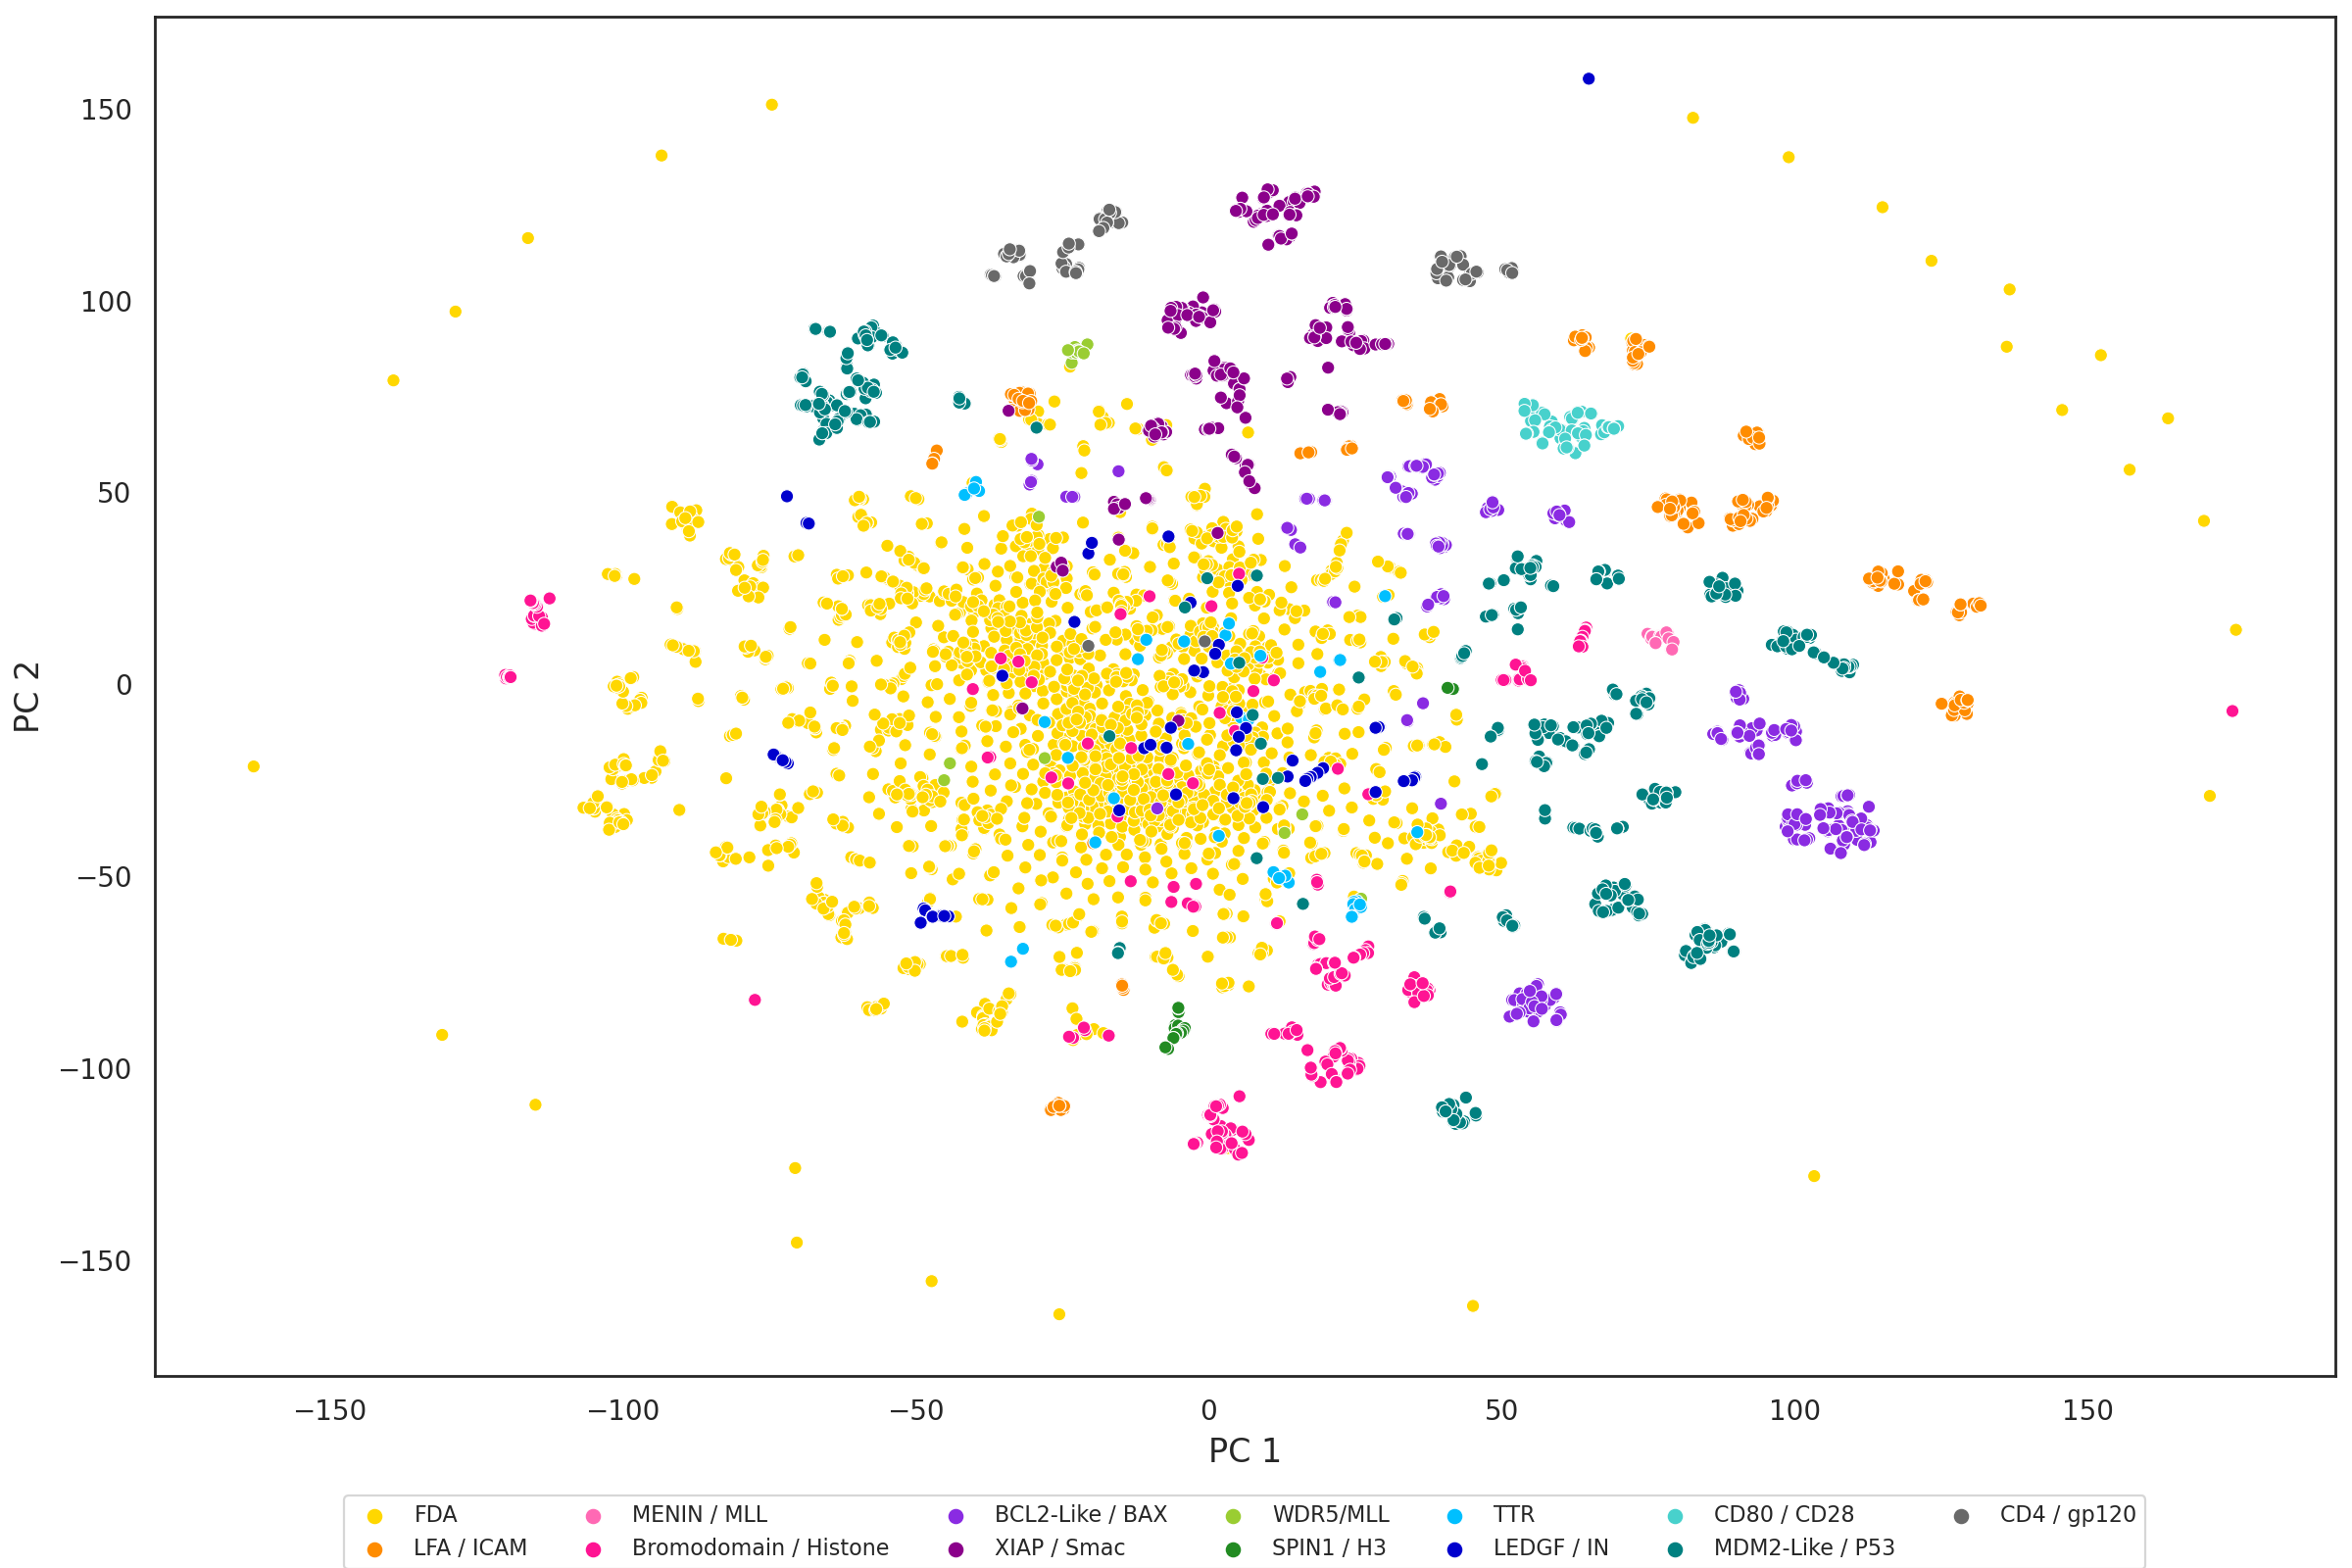 150
100
50
0
−50
−100
−150
PC 2
−150 −100 −50 0 50 100 150
PC 1
FDA MENIN / MLL BCL2-Like / BAX WDR5/MLL TTR CD80 / CD28 CD4 / gp120
LFA / ICAM Bromodomain / Histone XIAP / Smac SPIN1 / H3 LEDGF / IN MDM2-Like / P53